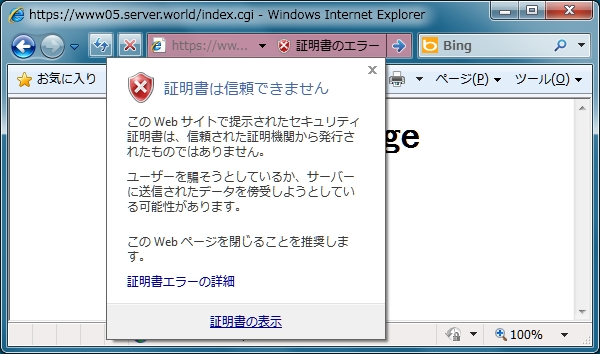 https://www05.server.world/index.cgi - Windows Internet Explorer
https://ww... 証明書のエラー Bing
お気に入り ページ(P) ツール(O)
証明書は信頼できません
この Web サイトで提示されたセキュリティ
証明書は、信頼された証明機関から発行さ
れたものではありません。
ge
ユーザーを騙そうとしているか、サーバー
に送信されたデータを傍受しようとしてい
る可能性があります。
この Web ページを閉じることを推奨しま
す。
証明書エラーの詳細
証明書の表示
100%